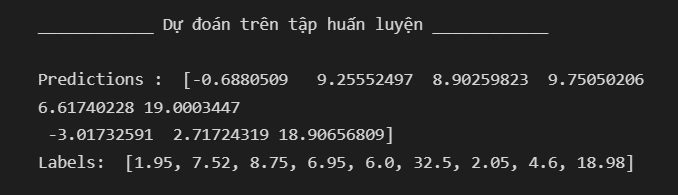 ____________ Dự đoán trên tập huấn luyện ____________
Predictions :  [-0.6880509   9.25552497  8.90259823  9.75050206
6.61740228 19.0003447
 -3.01732591  2.71724319 18.90656809]
Labels:  [1.95, 7.52, 8.75, 6.95, 6.0, 32.5, 2.05, 4.6, 18.98]